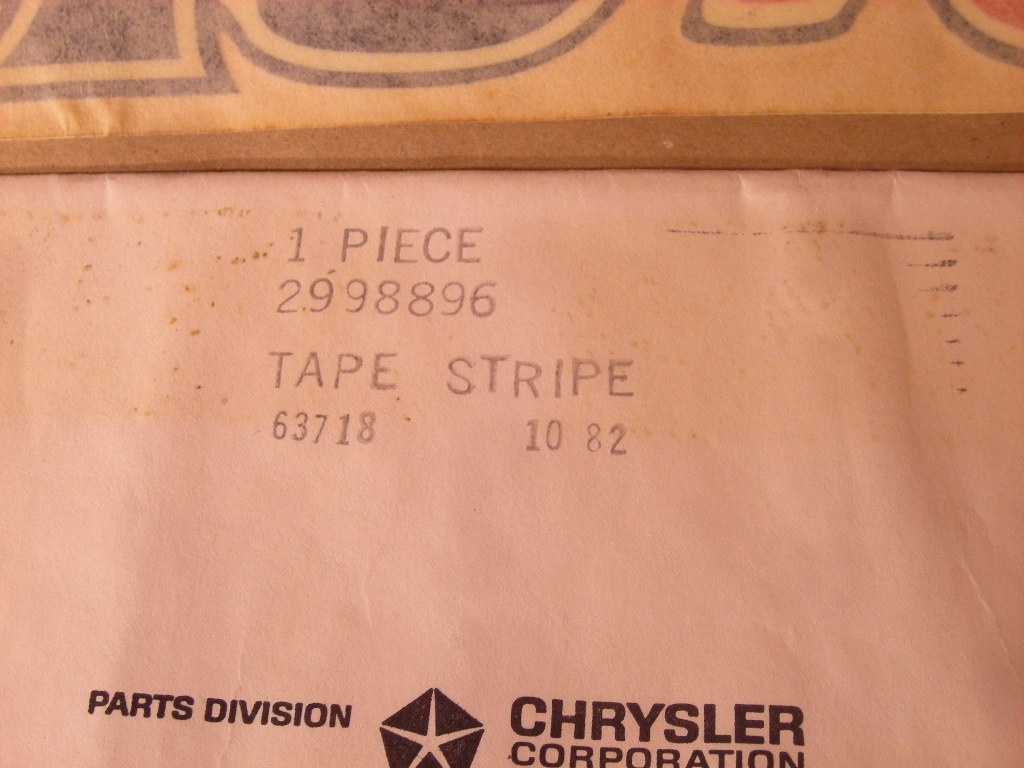 1 PIECE
2998896
TAPE STRIPE
63718 10 82
PARTS DIVISION CHRYSLER
CORPORATION